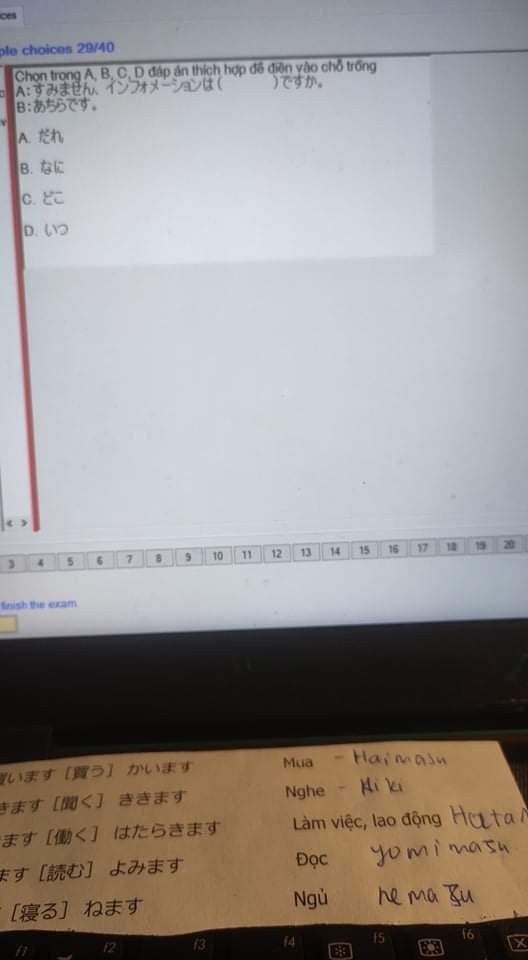 ices
ple choices 29/40
Chọn trong A, B, C, D đáp án thích hợp để điền vào chỗ trống
A:すみません、インフォメーションは( )ですか。
B:あちらです。
A. だれ
B. なに
C. どこ
D. いつ
< >
3 4 5 6 7 8 9 10 11 12 13 14 15 16 17 18 19 20
finish the exam
います［買う］ かいます Mua - Haimasu
きます［聞く］ ききます Nghe - Kiki
ます［働く］ はたらきます Làm việc, lao động Hata
ます［読む］ よみます Đọc yomimasu
［寝る］ ねます Ngủ nemasu
f1 f2 f3 f4 f5 f6